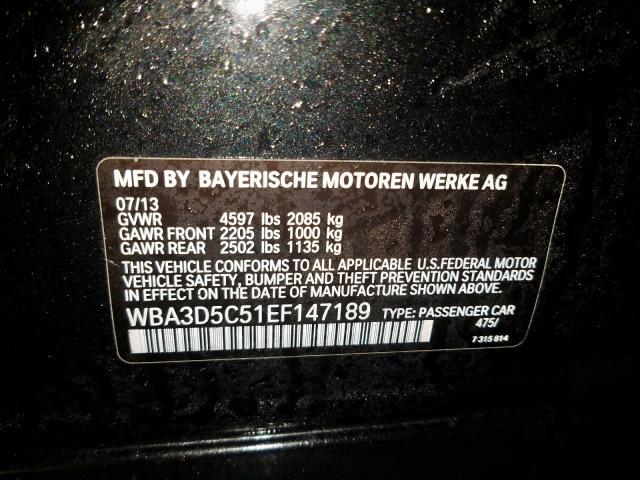 MFD BY BAYERISCHE MOTOREN WERKE AG
07/13
GVWR 4597 lbs 2085 kg
GAWR FRONT 2205 lbs 1000 kg
GAWR REAR 2502 lbs 1135 kg
THIS VEHICLE CONFORMS TO ALL APPLICABLE U.S.FEDERAL MOTOR
VEHICLE SAFETY, BUMPER AND THEFT PREVENTION STANDARDS
IN EFFECT ON THE DATE OF MANUFACTURE SHOWN ABOVE.
WBA3D5C51EF147189 TYPE: PASSENGER CAR
475/
7 315 814